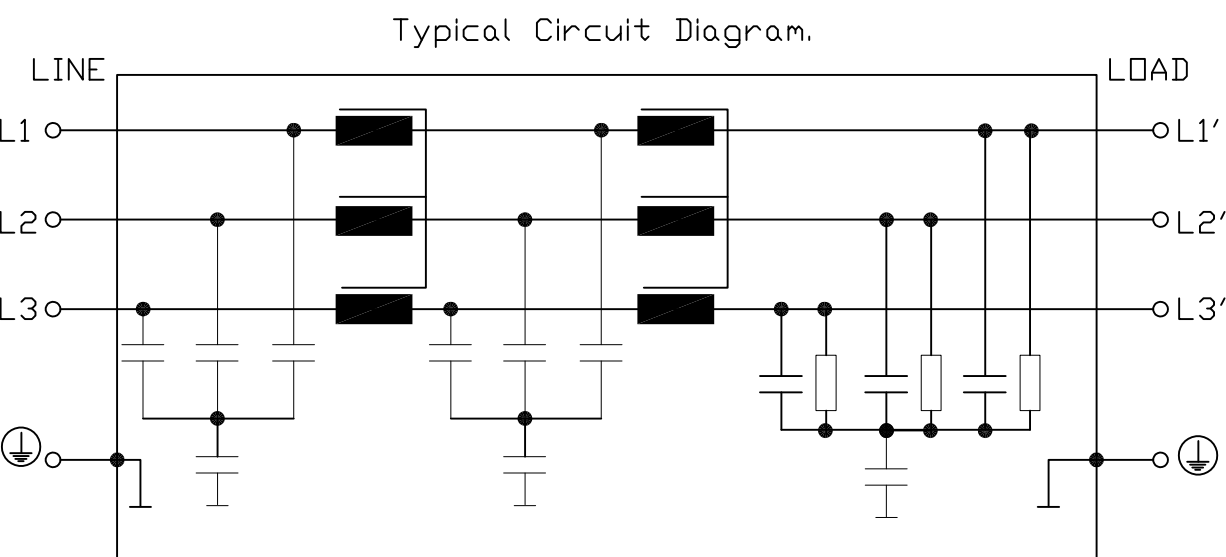 Typical Circuit Diagram.
LINE
LOAD
L1
L1'
L2
L2'
L3
L3'